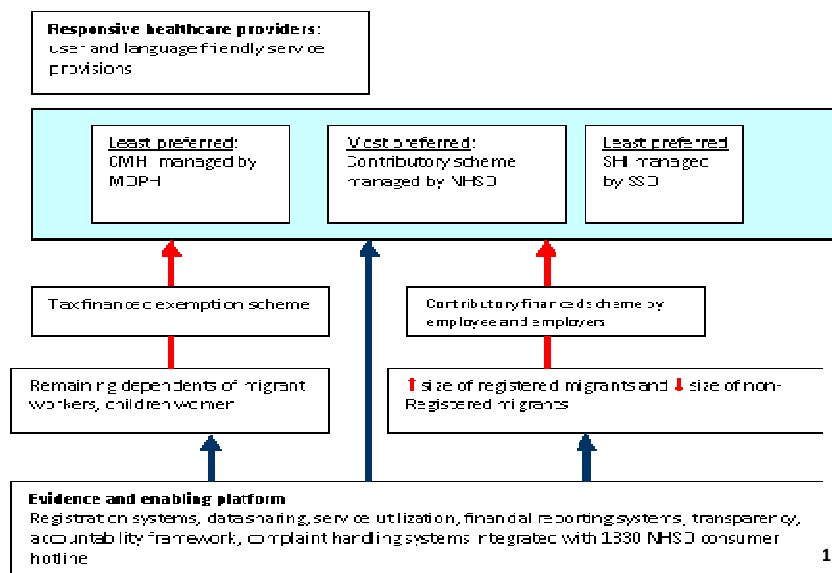 Responsive healthcare providers:
user and language friendly service
provisions
Least preferred:
CMHI managed by
MOPH
Most preferred:
Contributory scheme
managed by NHSO
Least preferred
SHI managed
by SSO
Tax financed exemption scheme
Contributory financed scheme by
employee and employers
Remaining dependents of migrant
workers, children women
↑ size of registered migrants and ↓ size of non-
Registered migrants
Evidence and enabling platform
Registration systems, data sharing, service utilization, financial reporting systems, transparency,
accountability framework, complaint handling systems integrated with 1330 NHSO consumer
hotline
1